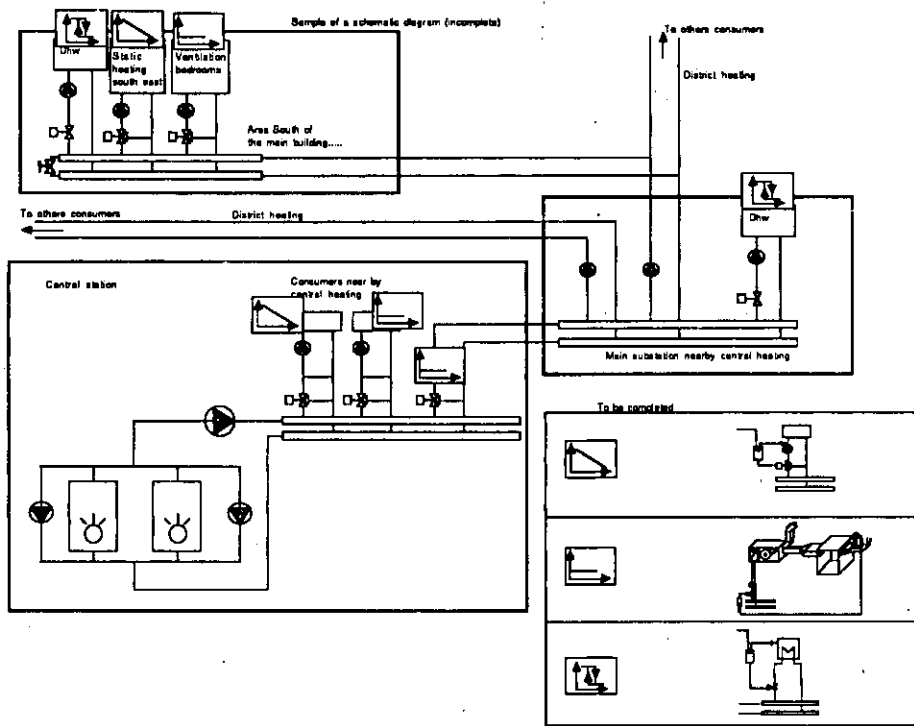 Sample of a schematic diagram (incomplete)
To others consumers
Dhw
Static
heating
south east
Ventilation
bedrooms
District heating
Area South of
the main building.....
To others consumers
District heating
Dhw
Central station
Consumers near by
central heating
Main substation nearby central heating
To be completed